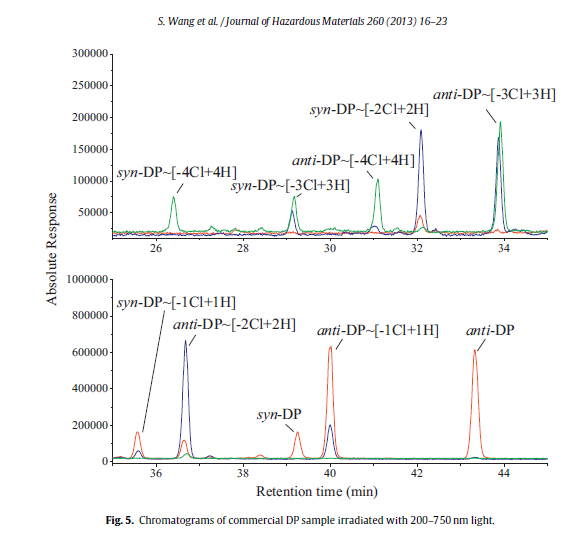 S. Wang et al. / Journal of Hazardous Materials 260 (2013) 16–23
300000
anti-DP~[-3Cl+3H]
250000
syn-DP~[-2Cl+2H]
200000
150000
anti-DP~[-4Cl+4H]
syn-DP~[-4Cl+4H]
100000
syn-DP~[-3Cl+3H]
50000
26 28 30 32 34
Absolute Response
1000000
syn-DP~[-1Cl+1H]
800000
anti-DP~[-2Cl+2H]
anti-DP~[-1Cl+1H]
anti-DP
600000
400000
syn-DP
200000
0
36 38 40 42 44
Retention time (min)
Fig. 5. Chromatograms of commercial DP sample irradiated with 200–750 nm light.